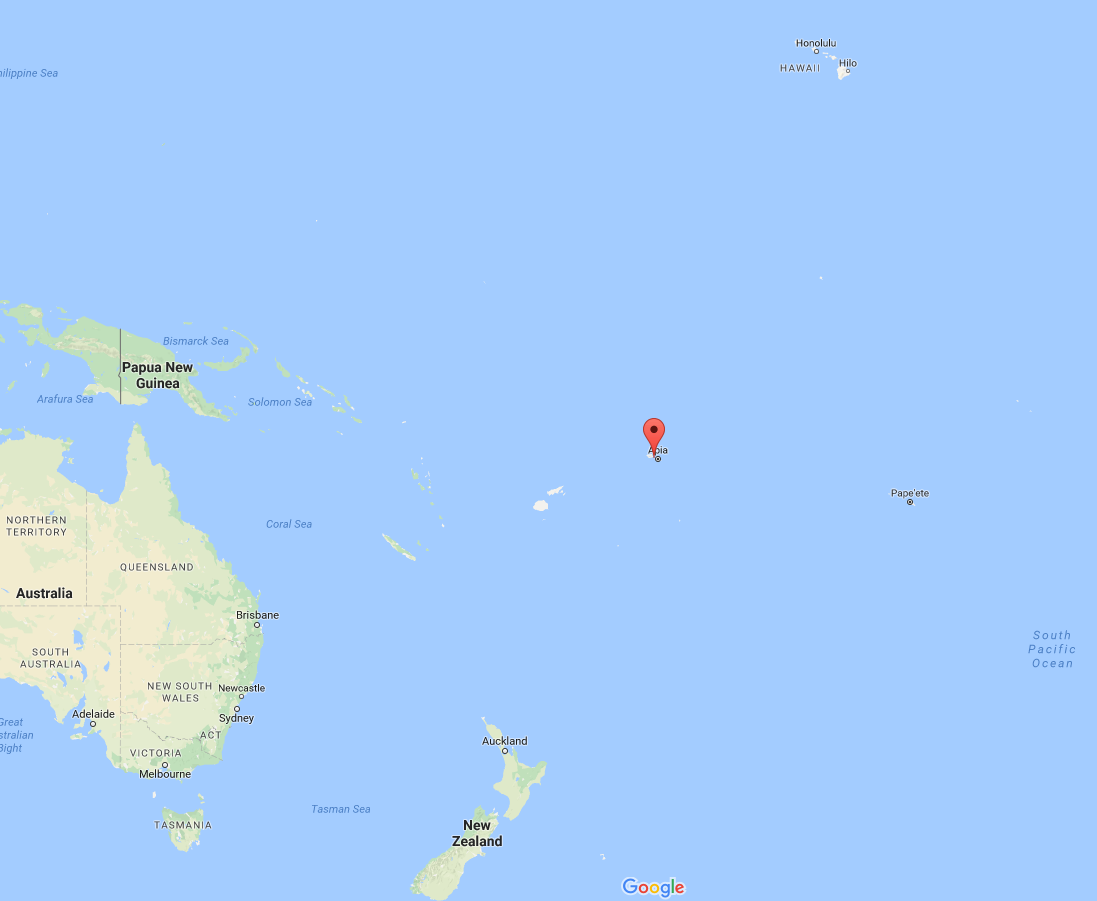 Honolulu
Hilo
HAWAII
hilippine Sea
Bismarck Sea
Papua New
Guinea
Arafura Sea
Solomon Sea
Apia
Pape'ete
NORTHERN
TERRITORY
Coral Sea
QUEENSLAND
Australia
Brisbane
South
Pacific
Ocean
SOUTH
AUSTRALIA
NEW SOUTH
WALES
Newcastle
Sydney
Adelaide
Great
stralian
Bight
ACT
Auckland
VICTORIA
Melbourne
Tasman Sea
TASMANIA
New
Zealand
Google